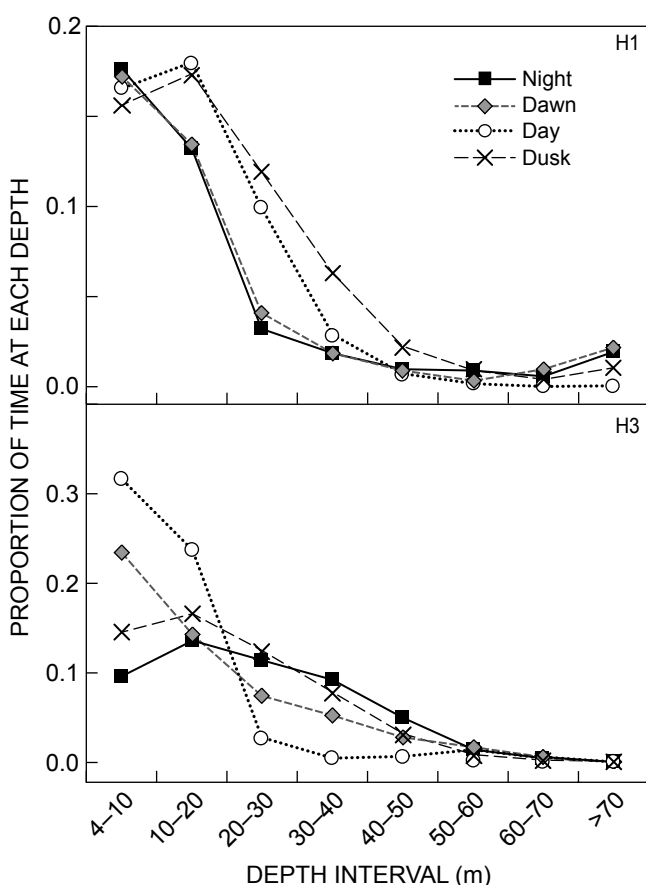 PROPORTION OF TIME AT EACH DEPTH
0.2
0.1
0.0
H1
Night
Dawn
Day
Dusk
H3
0.3
0.2
0.1
0.0
4–10
10–20
20–30
30–40
40–50
50–60
60–70
>70
DEPTH INTERVAL (m)